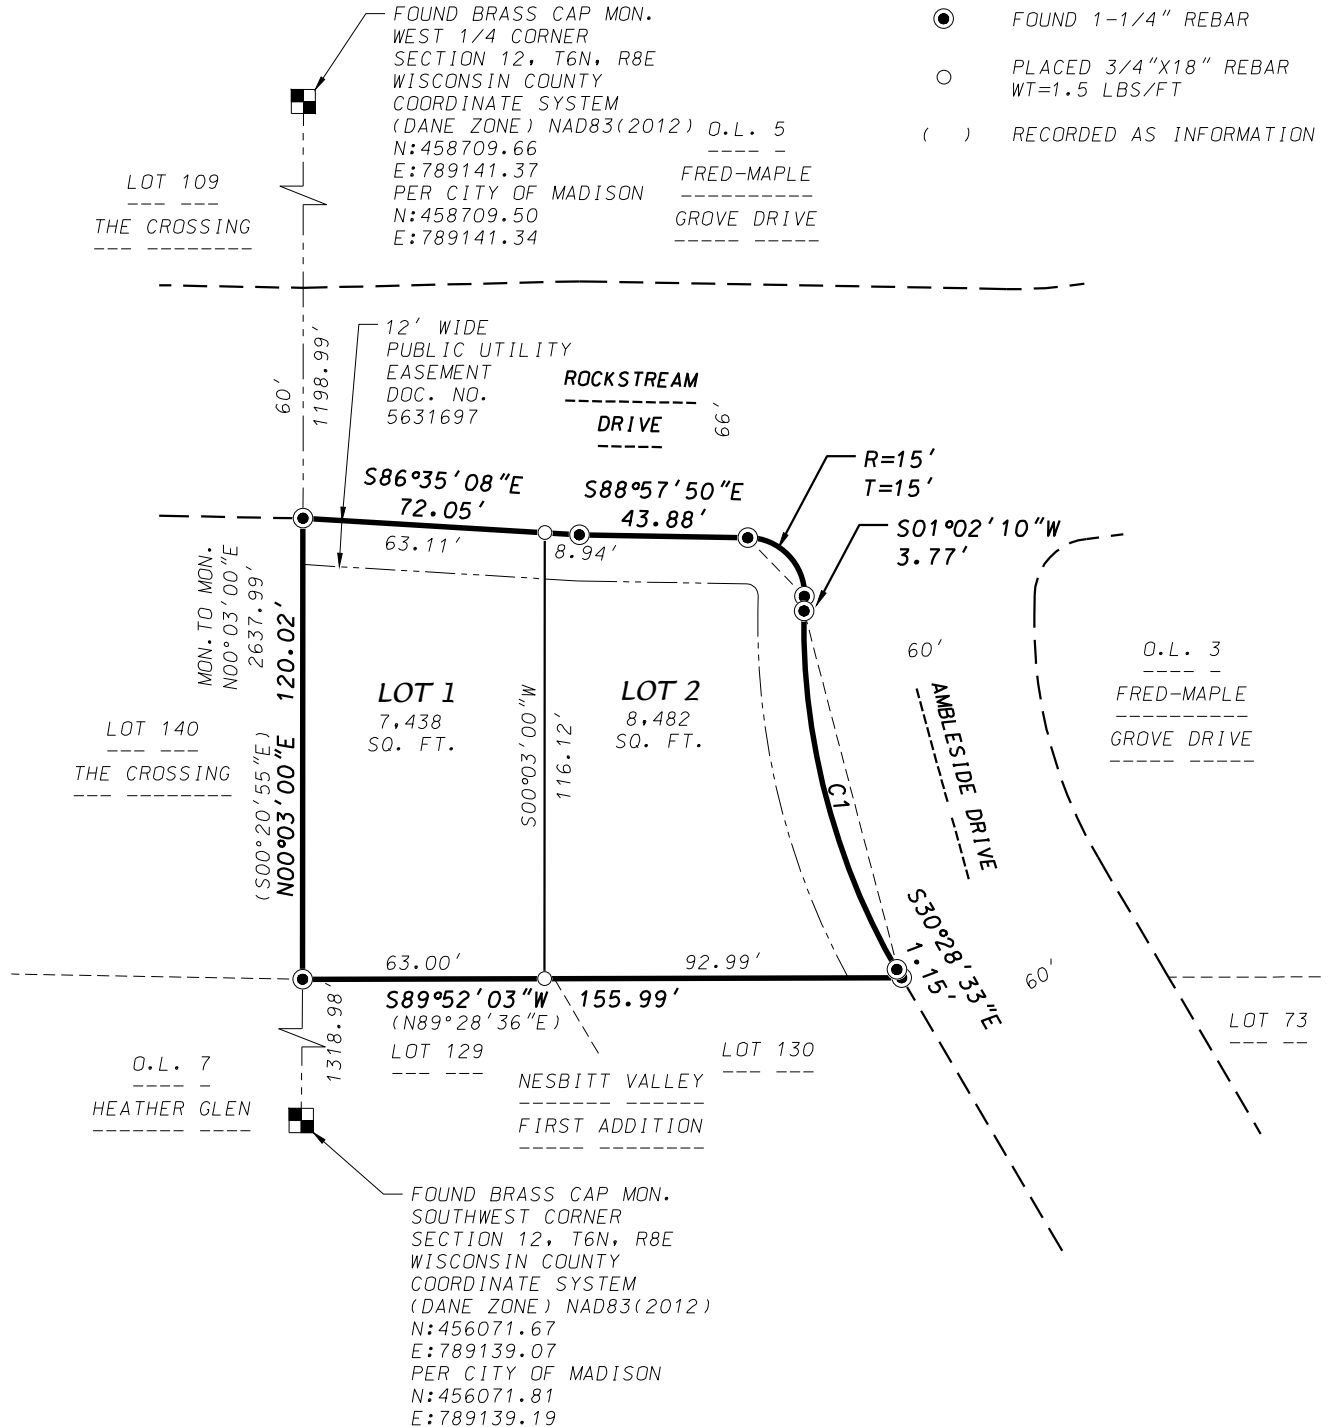 FOUND BRASS CAP MON.
WEST 1/4 CORNER
SECTION 12, T6N, R8E
WISCONSIN COUNTY
COORDINATE SYSTEM
(DANE ZONE) NAD83(2012)
N:458709.66
E:789141.37
PER CITY OF MADISON
N:458709.50
E:789141.34
FOUND 1-1/4" REBAR
PLACED 3/4"X18" REBAR
WT=1.5 LBS/FT
( ) RECORDED AS INFORMATION
O.L. 5
FRED-MAPLE
GROVE DRIVE
LOT 109
THE CROSSING
60'
1198.99'
12' WIDE
PUBLIC UTILITY
EASEMENT
DOC. NO.
5631697
ROCKSTREAM
DRIVE
66'
S86°35'08"E
72.05'
63.11'
8.94'
S88°57'50"E
43.88'
R=15'
T=15'
S01°02'10"W
3.77'
MON. TO MON.
N00°03'00"E
2637.99'
120.02'
N00°03'00"E
(S00°20'55"E)
LOT 140
THE CROSSING
LOT 1
7,438
SQ. FT.
S00°03'00"W
116.12'
LOT 2
8,482
SQ. FT.
C1
60'
AMBLESIDE DRIVE
O.L. 3
FRED-MAPLE
GROVE DRIVE
S30°28'33"E
1.15'
60'
LOT 73
63.00'
92.99'
S89°52'03"W 155.99'
(N89°28'36"E)
1318.98'
LOT 129
LOT 130
NESBITT VALLEY
FIRST ADDITION
O.L. 7
HEATHER GLEN
FOUND BRASS CAP MON.
SOUTHWEST CORNER
SECTION 12, T6N, R8E
WISCONSIN COUNTY
COORDINATE SYSTEM
(DANE ZONE) NAD83(2012)
N:456071.67
E:789139.07
PER CITY OF MADISON
N:456071.81
E:789139.19